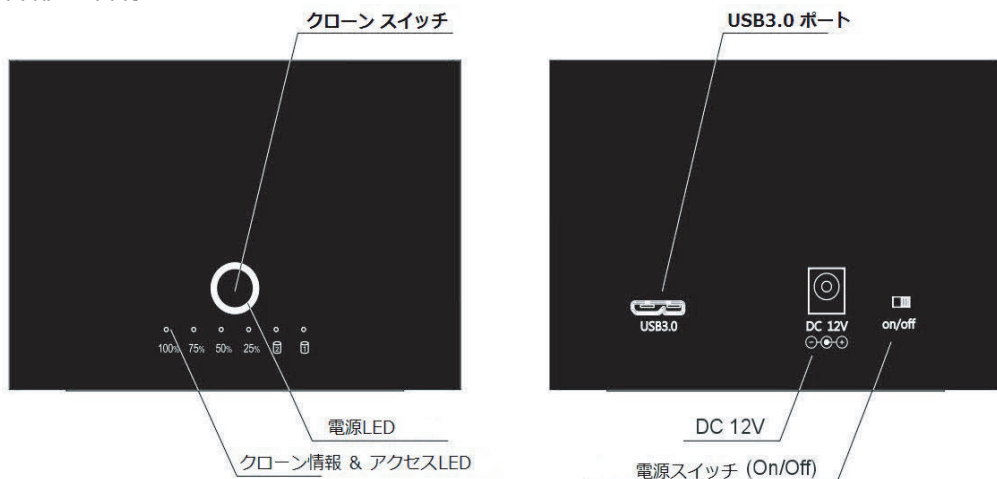 クローン スイッチ
USB3.0 ポート
USB3.0
DC 12V
on/off
100% 75% 50% 25% 2 1
電源LED
DC 12V
クローン情報 & アクセスLED
電源スイッチ (On/Off)